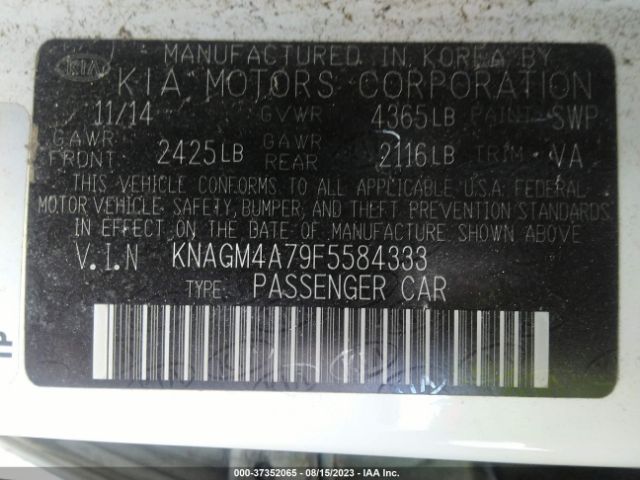 MANUFACTURED IN KOREA BY
KIA KIA MOTORS CORPORATION
11/14 GVWR 4365LB PAINT SWP
GAWR FRONT 2425LB GAWR REAR 2116LB TRIM VA
THIS VEHICLE CONFORMS TO ALL APPLICABLE U.S.A. FEDERAL
MOTOR VEHICLE SAFETY, BUMPER, AND THEFT PREVENTION STANDARDS
IN EFFECT ON THE DATE OF MANUFACTURE SHOWN ABOVE
V.I.N KNAGM4A79F5584333
TYPE: PASSENGER CAR
TP
000-37352065 - 08/15/2023 - IAA Inc.